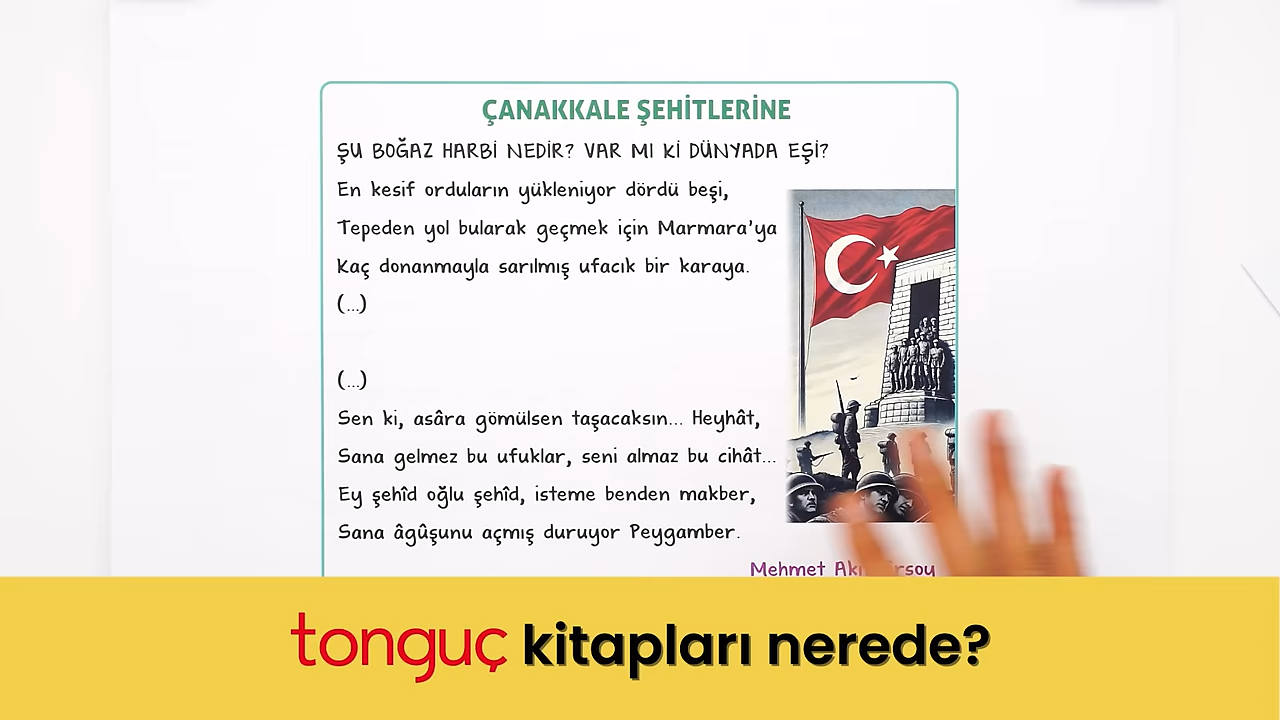 ÇANAKKALE ŞEHİTLERİNE
ŞU BOĞAZ HARBİ NEDİR? VAR MI Kİ DÜNYADA EŞİ?
En kesif orduların yükleniyor dördü beşi,
Tepeden yol bularak geçmek için Marmara'ya
Kaç donanmayla sarılmış ufacık bir karaya.
(...)
(...)
Sen ki, asâra gömülsen taşacaksın... Heyhât,
Sana gelmez bu ufuklar, seni almaz bu cihât...
Ey şehîd oğlu şehîd, isteme benden makber,
Sana âgûşunu açmış duruyor Peygamber.
Mehmet
tonguç kitapları nerede?